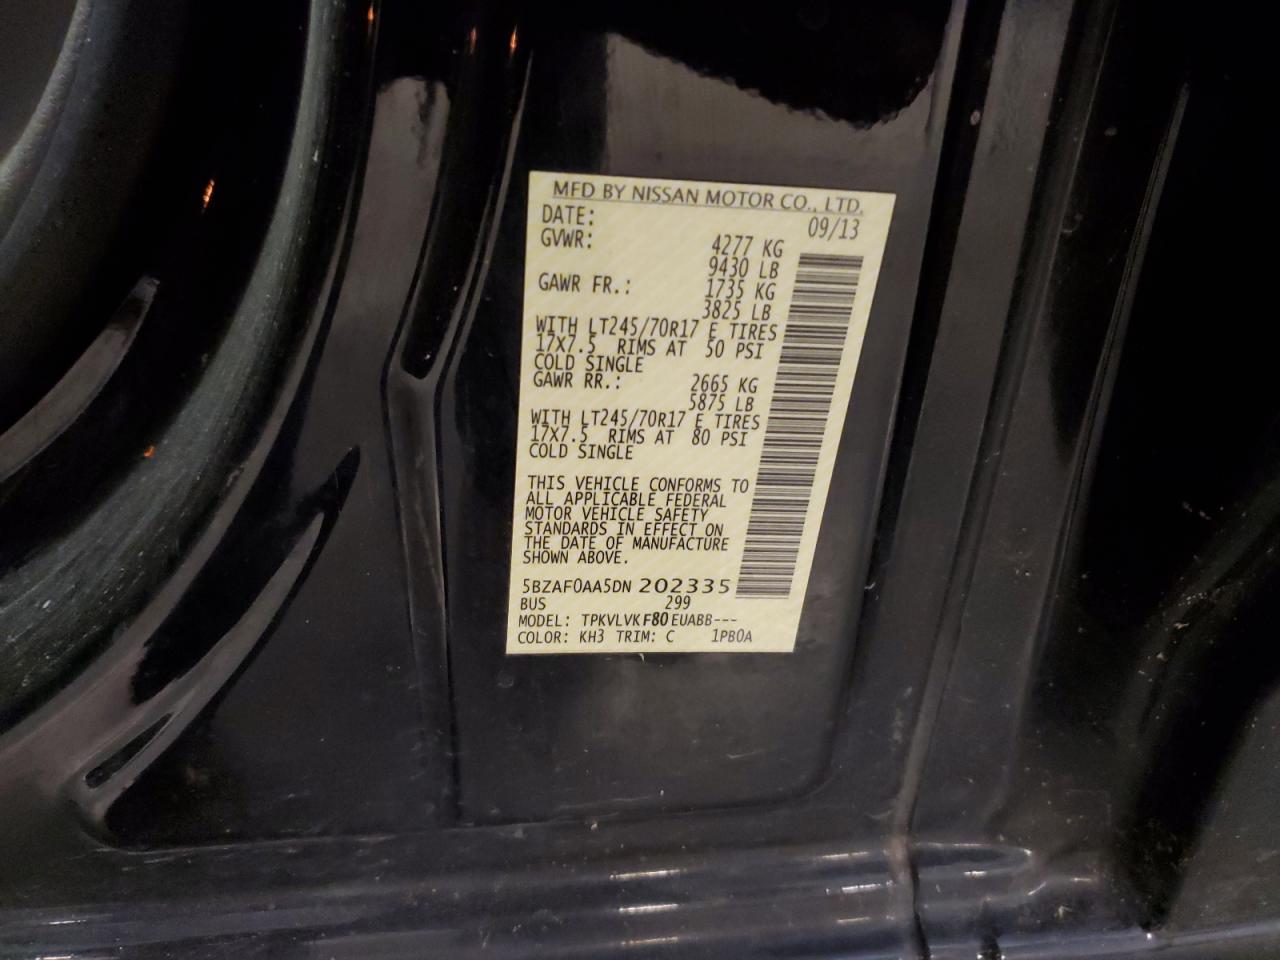 MFD BY NISSAN MOTOR CO., LTD.
DATE: 09/13
GVWR: 4277 KG
9430 LB
GAWR FR.: 1735 KG
3825 LB
WITH LT245/70R17 E TIRES
17X7.5 RIMS AT 50 PSI
COLD SINGLE
GAWR RR.: 2665 KG
5875 LB
WITH LT245/70R17 E TIRES
17X7.5 RIMS AT 80 PSI
COLD SINGLE
THIS VEHICLE CONFORMS TO
ALL APPLICABLE FEDERAL
MOTOR VEHICLE SAFETY
STANDARDS IN EFFECT ON
THE DATE OF MANUFACTURE
SHOWN ABOVE.
5BZAF0AA5DN 202335
BUS 299
MODEL: TPKVLVKF80EUABB---
COLOR: KH3 TRIM: C 1PB0A